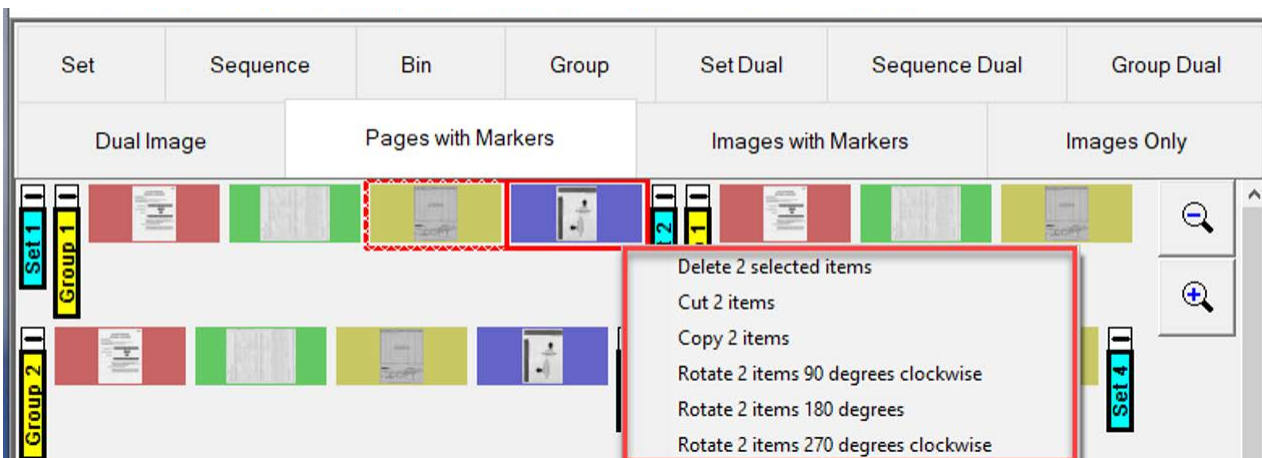 Set Sequence Bin Group Set Dual Sequence Dual Group Dual
Dual Image Pages with Markers Images with Markers Images Only
Set 1
Group 1
Delete 2 selected items
Cut 2 items
Copy 2 items
Rotate 2 items 90 degrees clockwise
Rotate 2 items 180 degrees
Rotate 2 items 270 degrees clockwise
Group 2
Set 4